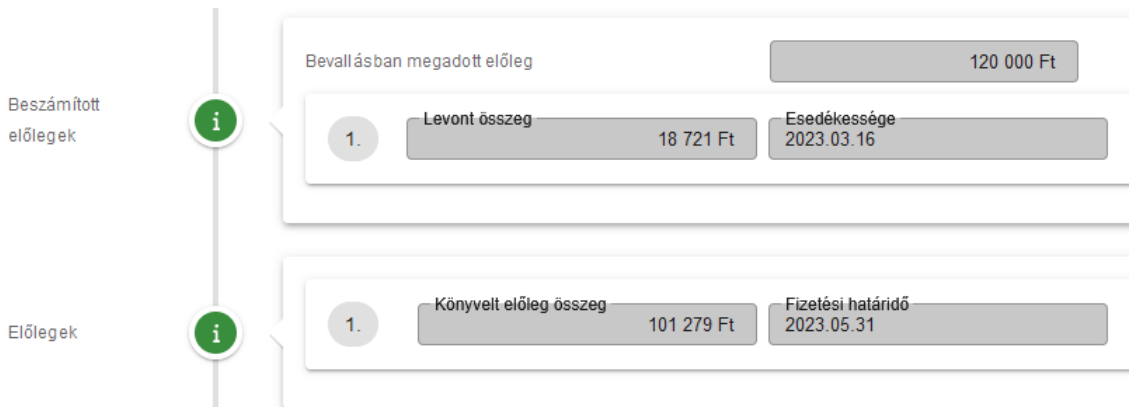 Bevallásban megadott előleg
120 000 Ft
Beszámított
előlegek
i
1.
Levont összeg
18 721 Ft
Esedékessége
2023.03.16
Előlegek
i
1.
Könyvelt előleg összeg
101 279 Ft
Fizetési határidő
2023.05.31